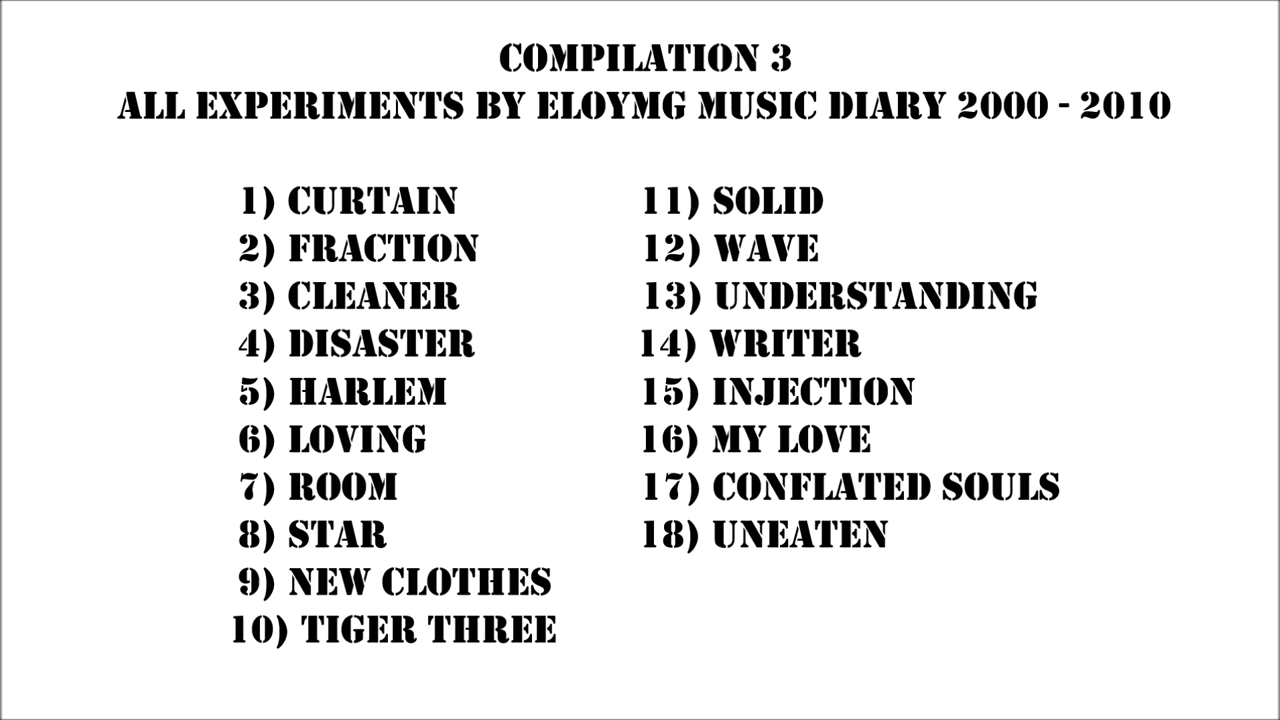 COMPILATION 3
ALL EXPERIMENTS BY ELOYMG MUSIC DIARY 2000 - 2010
1) CURTAIN
2) FRACTION
3) CLEANER
4) DISASTER
5) HARLEM
6) LOVING
7) ROOM
8) STAR
9) NEW CLOTHES
10) TIGER THREE
11) SOLID
12) WAVE
13) UNDERSTANDING
14) WRITER
15) INJECTION
16) MY LOVE
17) CONFLATED SOULS
18) UNEATEN